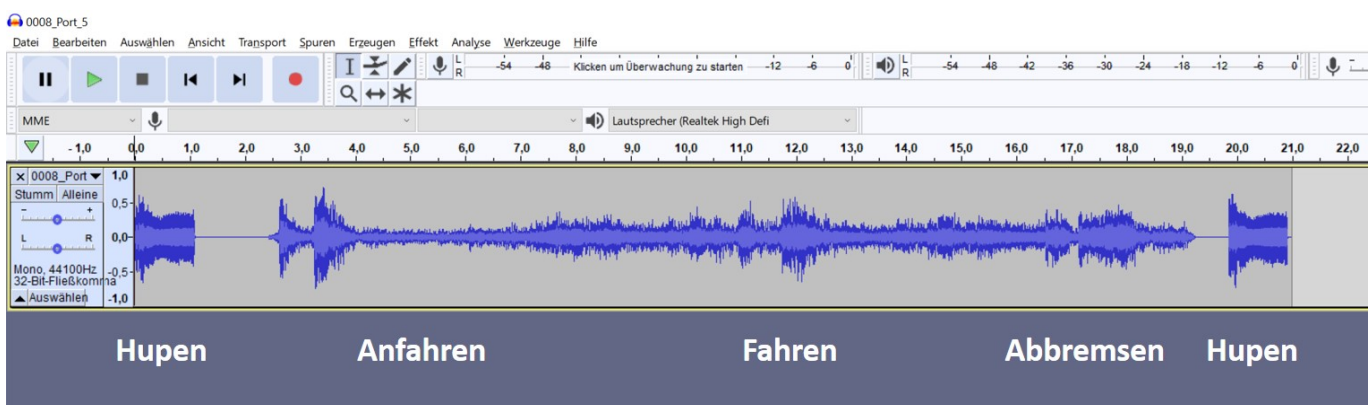 0008_Port_5
Datei Bearbeiten Auswählen Ansicht Transport Spuren Erzeugen Effekt Analyse Werkzeuge Hilfe
L -54 -48 Klicken um Überwachung zu starten -12 -6 0 L -54 -48 -42 -36 -30 -24 -18 -12 -6 0
R R
MME Lautsprecher (Realtek High Defi
- 1,0 0,0 1,0 2,0 3,0 4,0 5,0 6,0 7,0 8,0 9,0 10,0 11,0 12,0 13,0 14,0 15,0 16,0 17,0 18,0 19,0 20,0 21,0 22,0
0008_Port 1,0
Stumm Alleine 0,5-
- +
L R 0,0-
Mono, 44100Hz -0,5-
32-Bit-Fließkomma
Auswählen -1,0
Hupen Anfahren Fahren Abbremsen Hupen